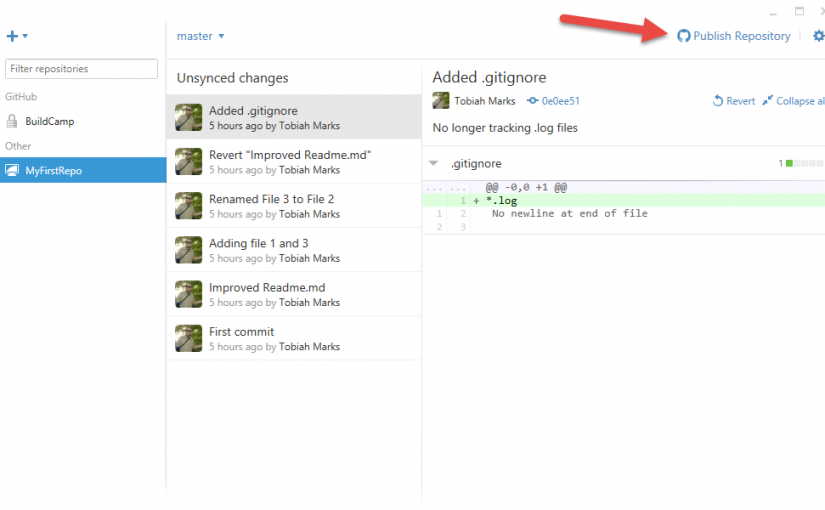 master
Publish Repository
Filter repositories
GitHub
BuildCamp
Other
MyFirstRepo
Unsynced changes
Added .gitignore
5 hours ago by Tobiah Marks
Revert "Improved Readme.md"
5 hours ago by Tobiah Marks
Renamed File 3 to File 2
5 hours ago by Tobiah Marks
Adding file 1 and 3
5 hours ago by Tobiah Marks
Improved Readme.md
5 hours ago by Tobiah Marks
First commit
5 hours ago by Tobiah Marks
Added .gitignore
Tobiah Marks 0e0ee51 Revert Collapse al
No longer tracking .log files
.gitignore 1
... ... @@ -0,0 +1 @@
1 + *.log
1 2 No newline at end of file
2 3